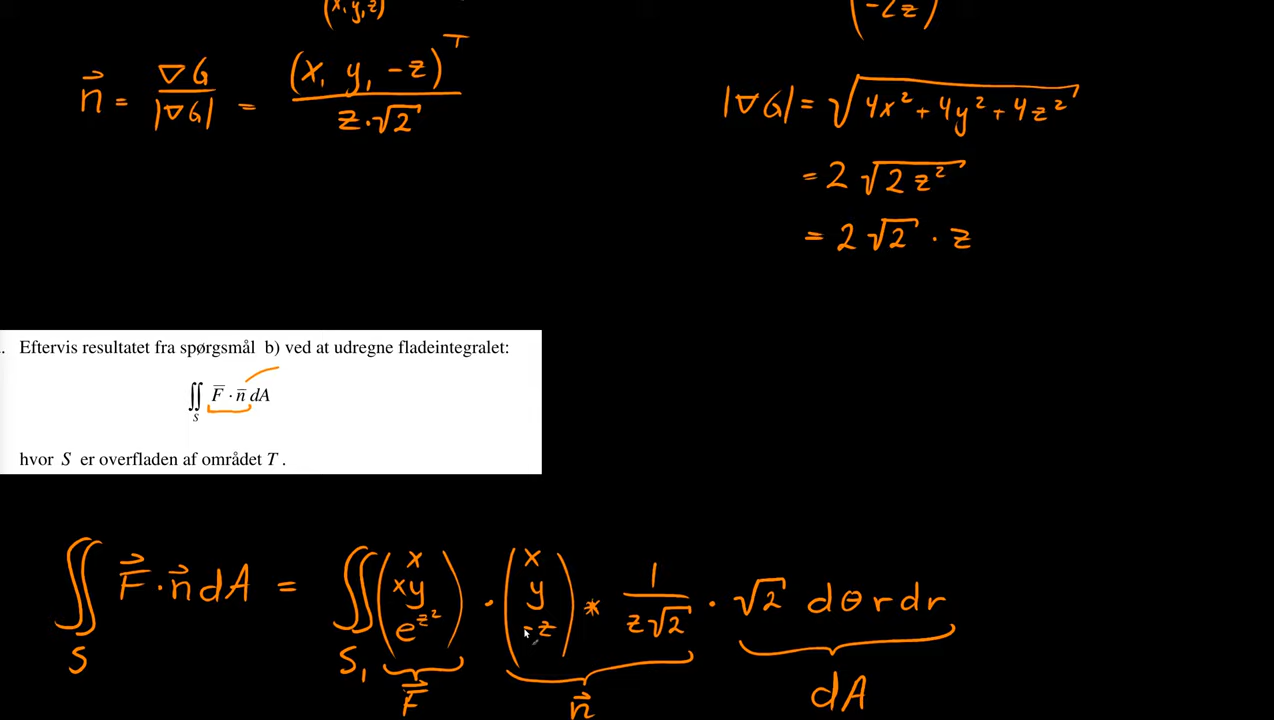 (x,y,z)
-2z
n⃗ = ∇G / |∇G| = (x, y, -z)ᵀ / z·√2
|∇G| = √4x² + 4y² + 4z²
= 2 √2z²
= 2√2 · z
. Eftervis resultatet fra spørgsmål b) ved at udregne fladeintegralet:
∬_S F̅ · n̅ dA
hvor S er overfladen af området T .
∬_S F⃗ · n⃗ dA = ∬_S₁ (x xy e^z²) · (x y -z) * 1 / z√2 · √2 dθ r dr
F⃗ n⃗ dA